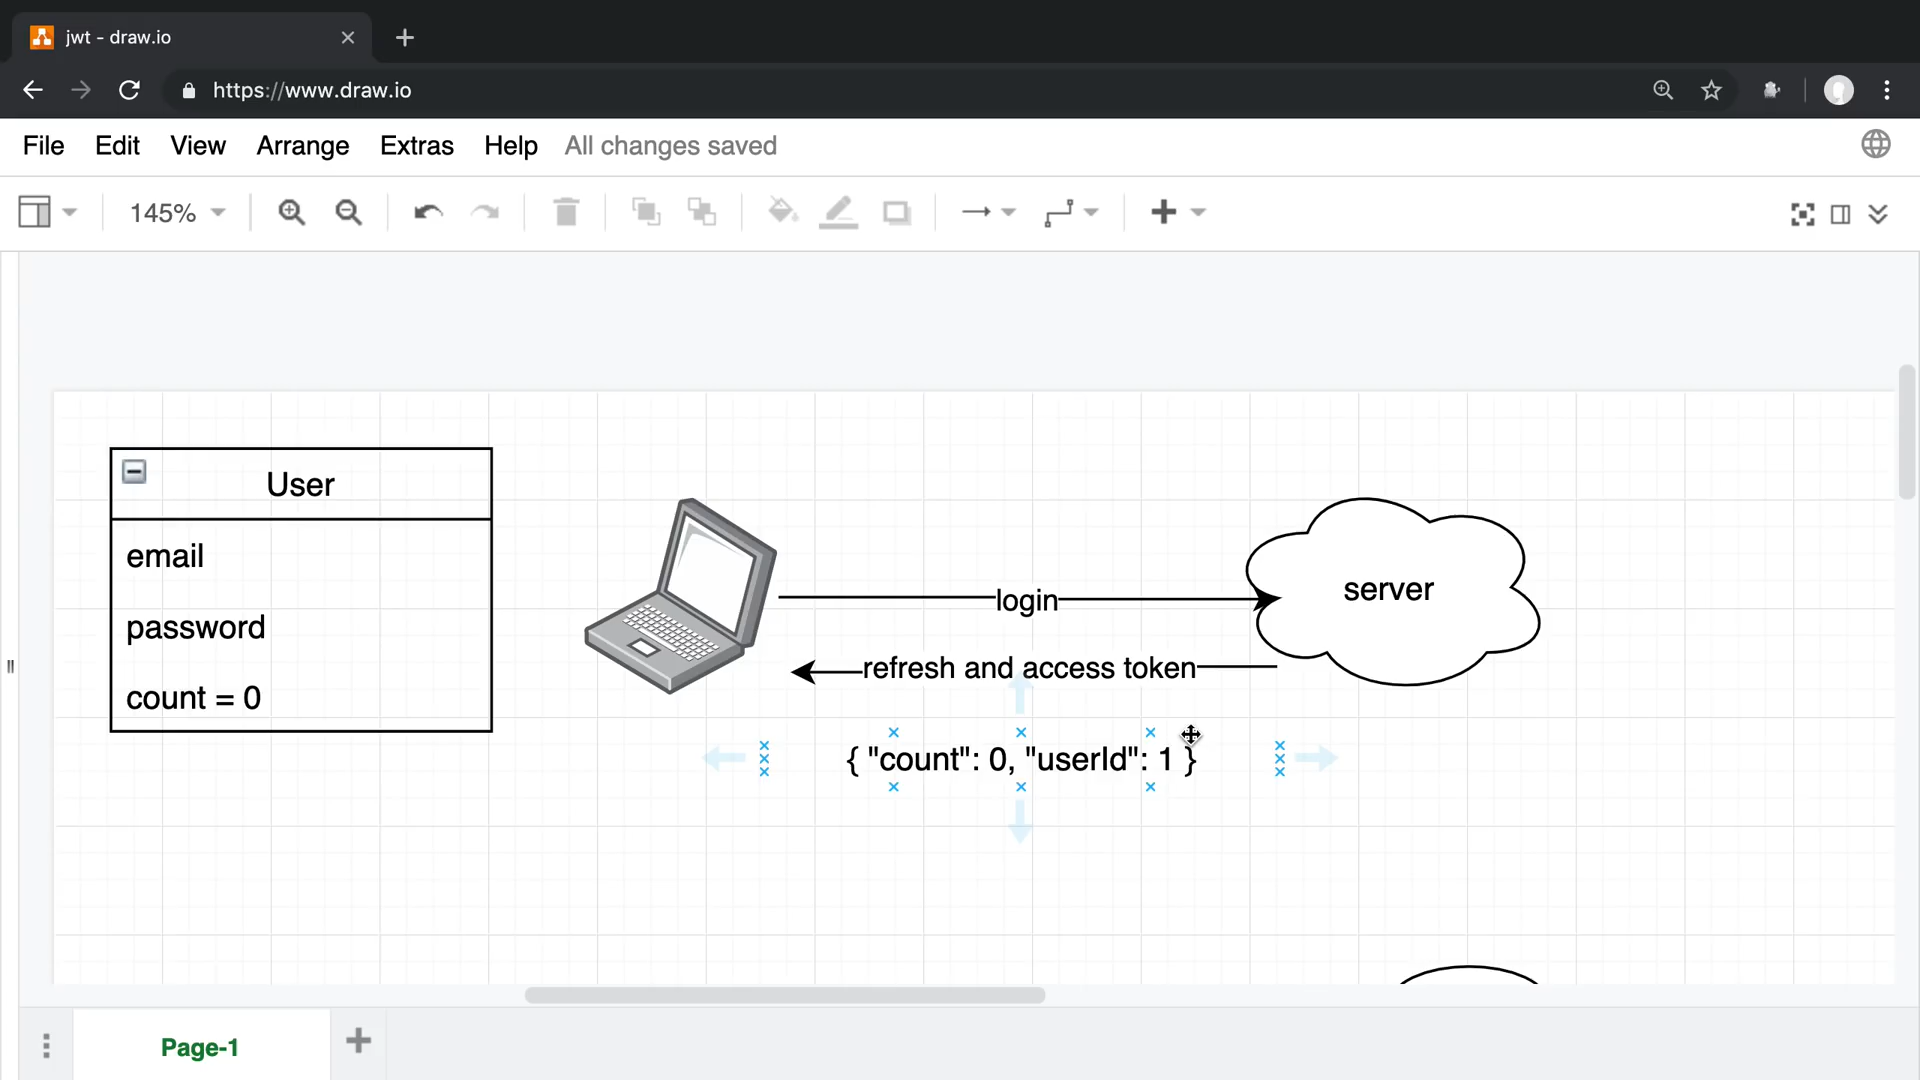 jwt - draw.io
https://www.draw.io
File Edit View Arrange Extras Help All changes saved
145%
User
email
password
count = 0
login
server
refresh and access token
{ "count": 0, "userId": 1 }
Page-1